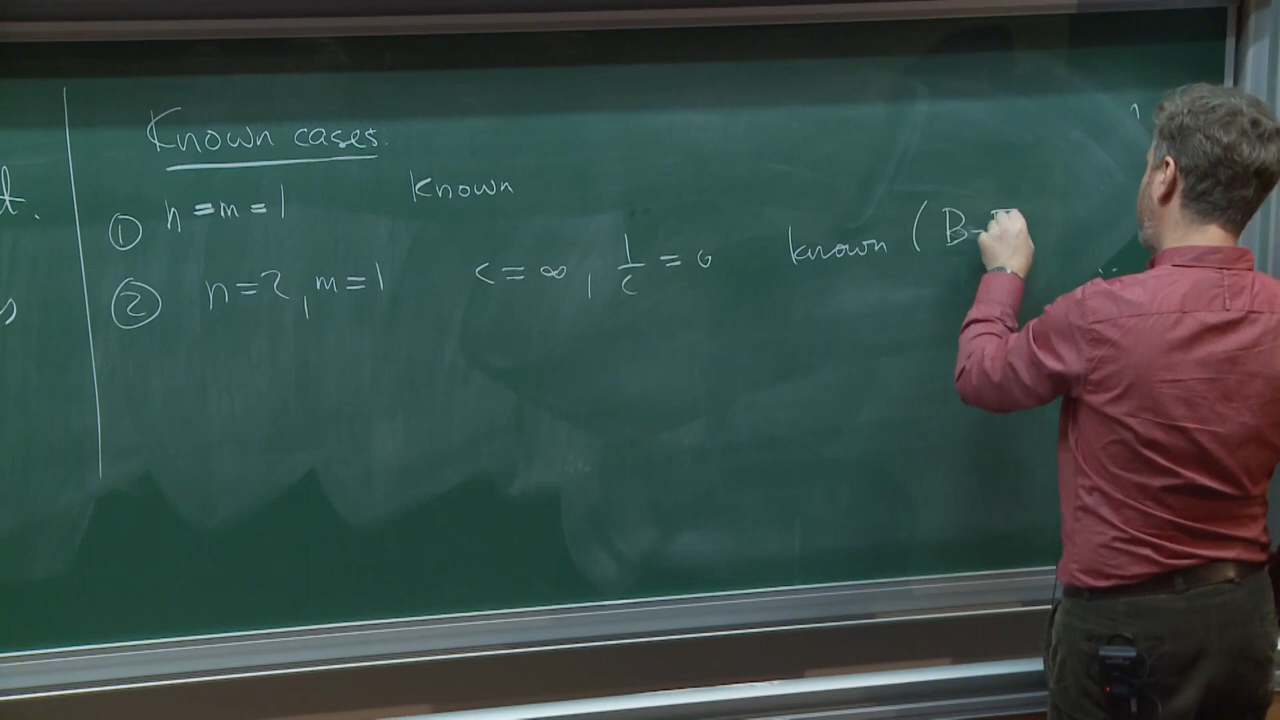 t.
s
Known cases.
① n=m=1 Known
② n=2, m=1 c=∞, 1/c=0 known (B-